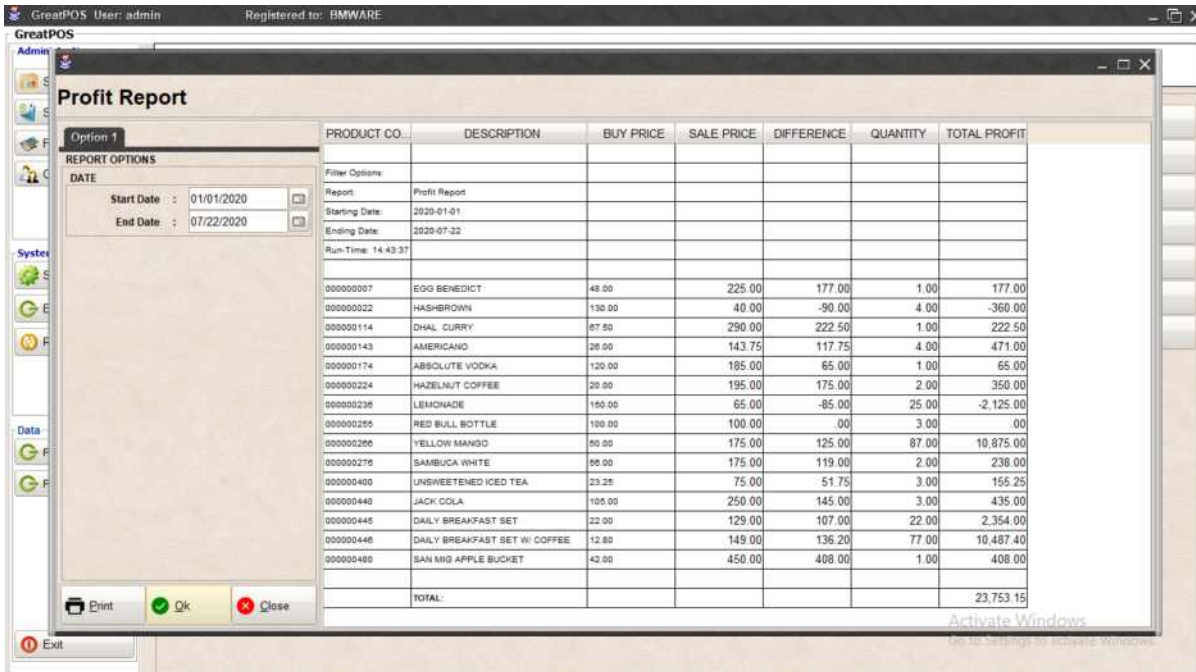 GreatPOS User: admin Registered to: BMWARE
GreatPOS
Admin
Profit Report
Option 1
REPORT OPTIONS
DATE
Start Date : 01/01/2020
End Date : 07/22/2020
PRODUCT CO... DESCRIPTION BUY PRICE SALE PRICE DIFFERENCE QUANTITY TOTAL PROFIT
Filter Options:
Report: Profit Report
Starting Date: 2020-01-01
Ending Date: 2020-07-22
Run-Time: 14:43:37
000000007 EGG BENEDICT 48.00 225.00 177.00 1.00 177.00
000000022 HASHBROWN 130.00 40.00 -90.00 4.00 -360.00
000000114 DHAL CURRY 67.50 290.00 222.50 1.00 222.50
000000143 AMERICANO 26.00 143.75 117.75 4.00 471.00
000000174 ABSOLUTE VODKA 120.00 185.00 65.00 1.00 65.00
000000224 HAZELNUT COFFEE 20.00 195.00 175.00 2.00 350.00
000000236 LEMONADE 150.00 65.00 -85.00 25.00 -2,125.00
000000255 RED BULL BOTTLE 100.00 100.00 .00 3.00 .00
000000266 YELLOW MANGO 50.00 175.00 125.00 87.00 10,875.00
000000276 SAMBUCA WHITE 56.00 175.00 119.00 2.00 238.00
000000400 UNSWEETENED ICED TEA 23.25 75.00 51.75 3.00 155.25
000000440 JACK COLA 105.00 250.00 145.00 3.00 435.00
000000445 DAILY BREAKFAST SET 22.00 129.00 107.00 22.00 2,354.00
000000446 DAILY BREAKFAST SET W/ COFFEE 12.80 149.00 136.20 77.00 10,487.40
000000480 SAN MIG APPLE BUCKET 42.00 450.00 408.00 1.00 408.00
TOTAL: 23,753.15
System
Data
Print Ok Close
Exit
Activate Windows
Go to Settings to activate Windows.